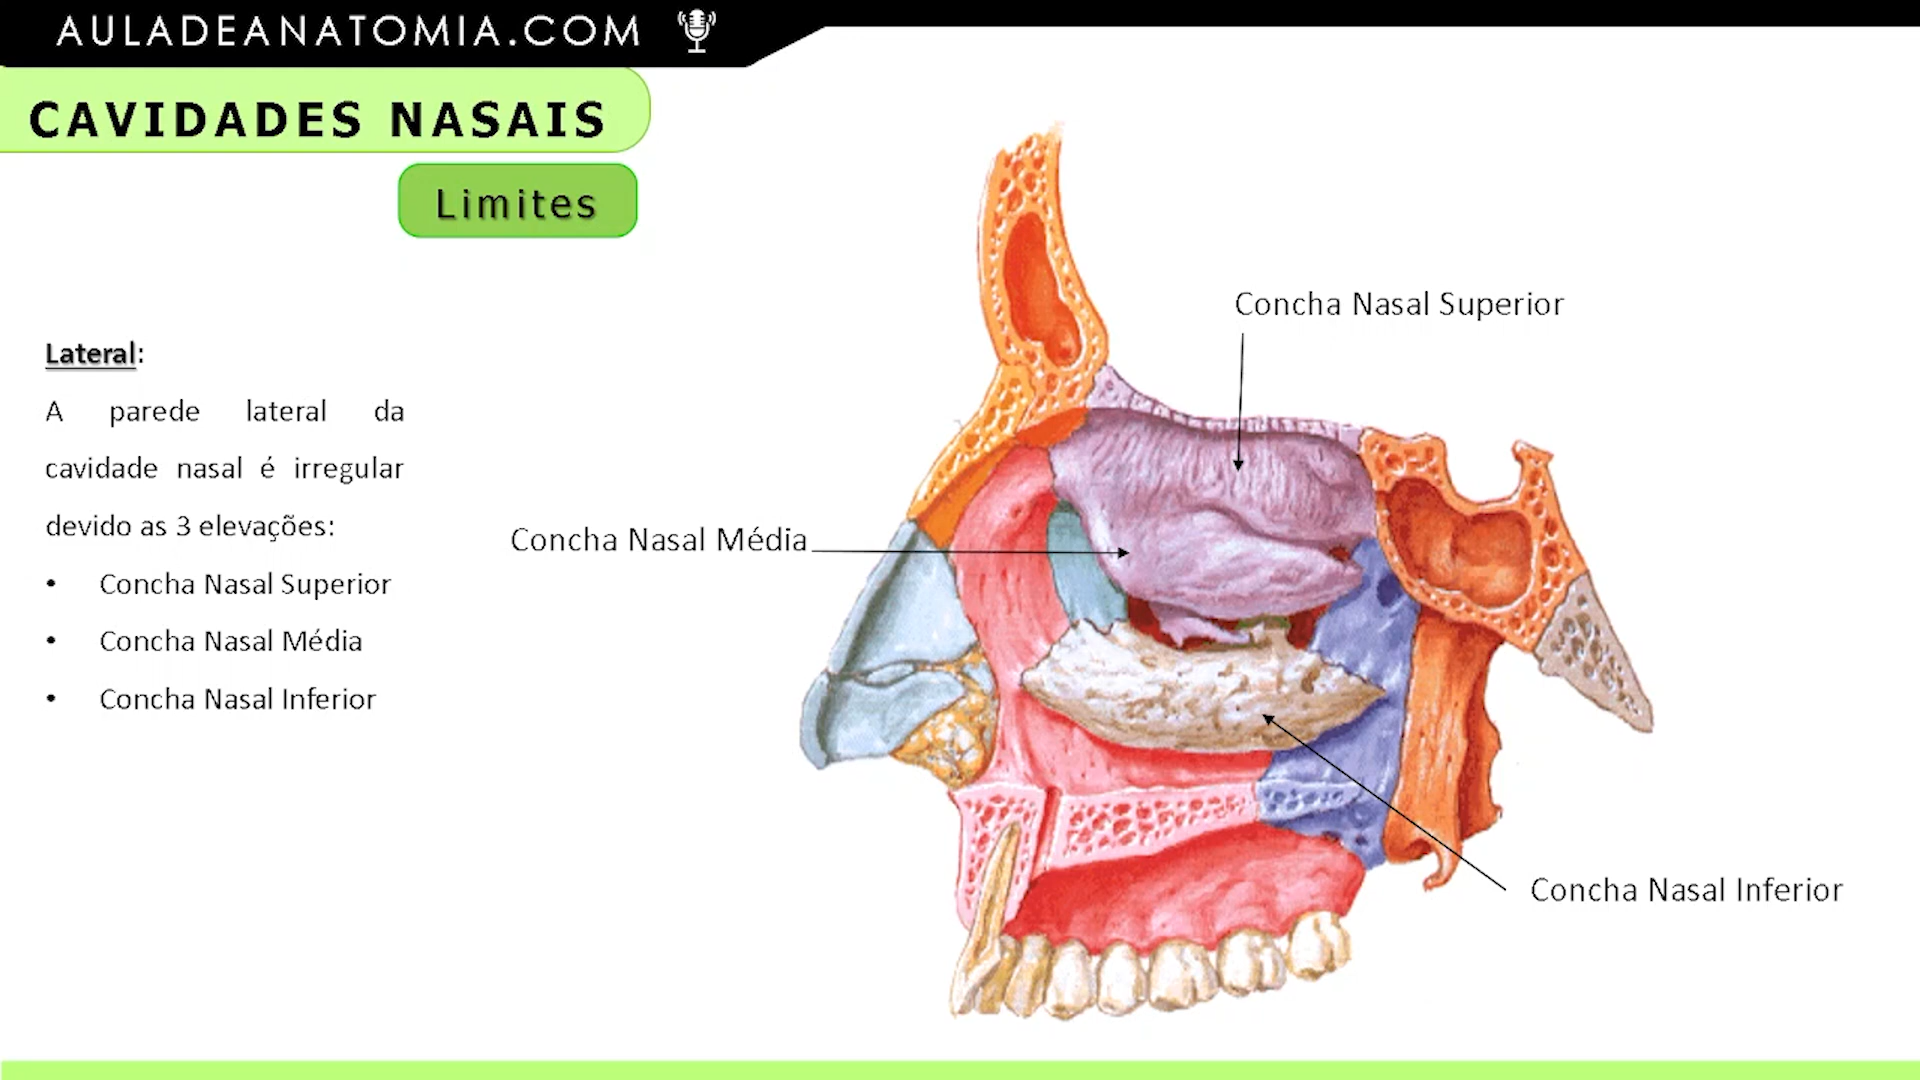 AULADEANATOMIA.COM
CAVIDADES NASAIS
Limites
Lateral:
A parede lateral da
cavidade nasal é irregular
devido as 3 elevações:
• Concha Nasal Superior
• Concha Nasal Média
• Concha Nasal Inferior
Concha Nasal Superior
Concha Nasal Média
Concha Nasal Inferior